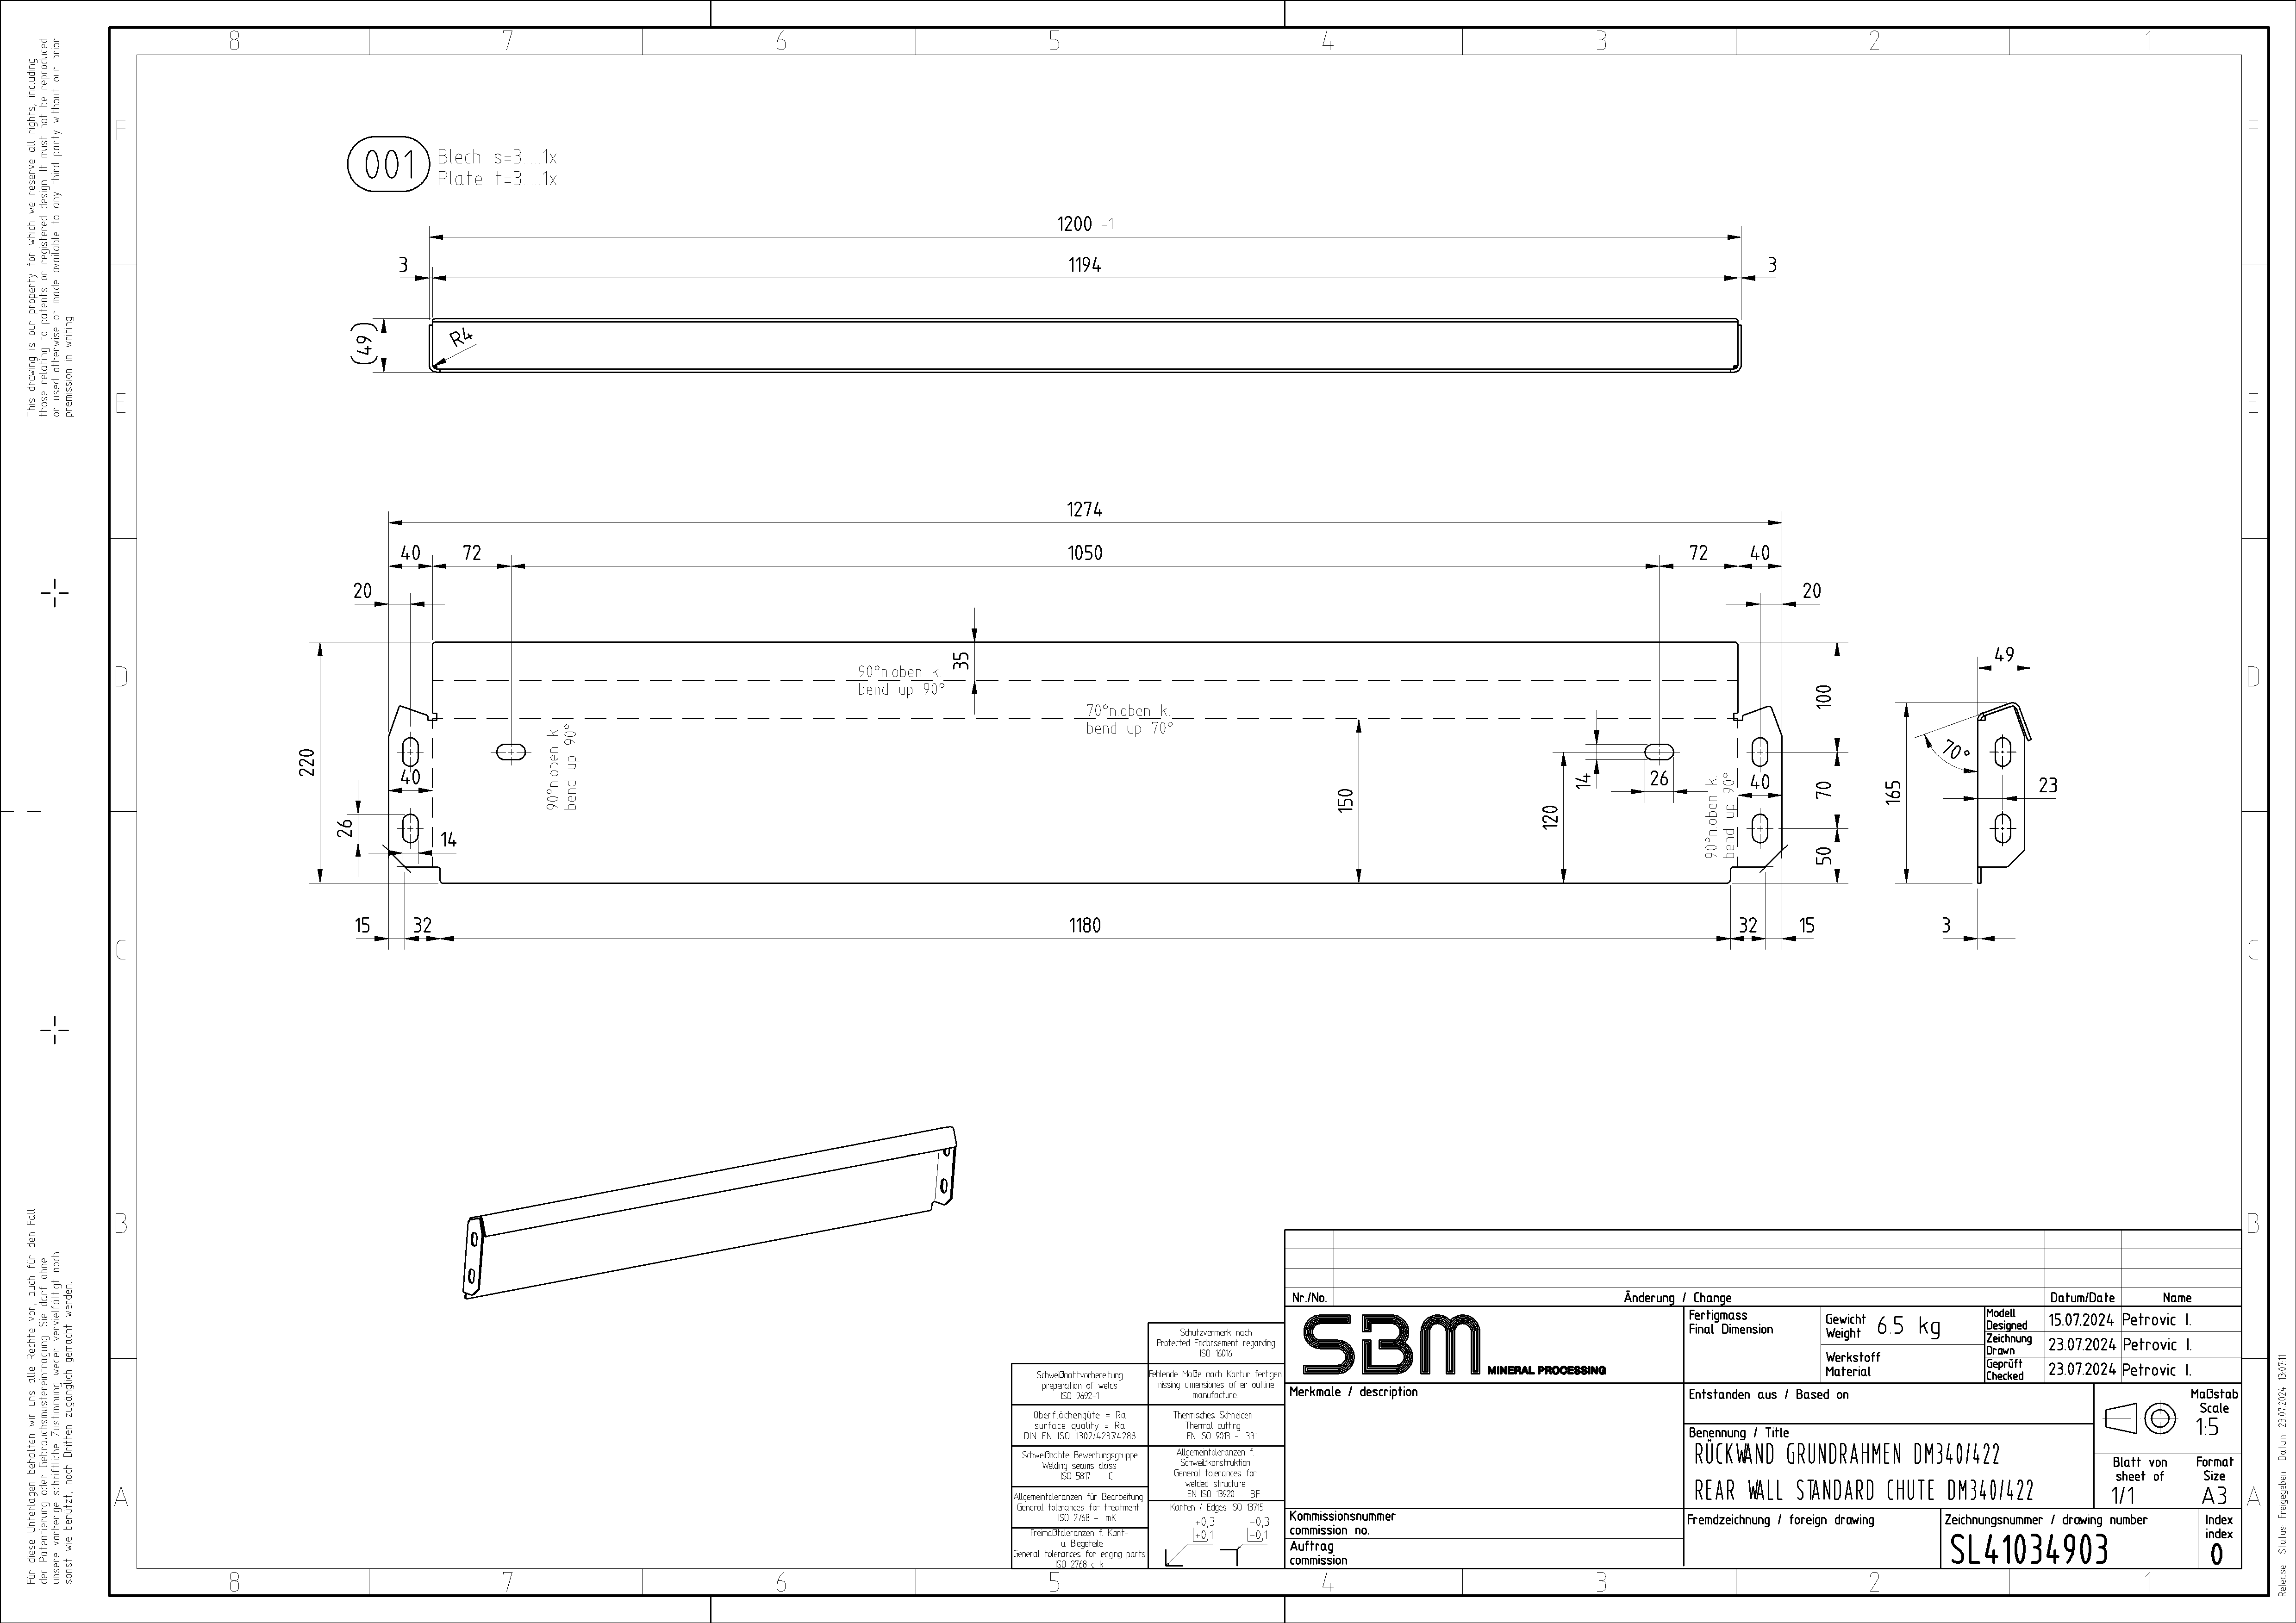 8 7 6 5 4 3 2 1
F
E
D
C
B
A
This drawing is our property for which we reserve all rights, including
those relating to patents or registered design. It must not be reproduced
or used otherwise or made available to any third party without our prior
premission in writing
Für diese Unterlagen behalten wir uns alle Rechte vor, auch für den Fall
der Patentierung oder Gebrauchsmustereintragung. Sie darf ohne
unsere vorherige schriftliche Zustimmung weder vervielfältigt noch
sonst wie benützt, noch Dritten zugänglich gemacht werden.
001
Blech s=3.....1x
Plate t=3.....1x
1200 -1
3 1194 3
(49)
R4
1274
40 72 1050 72 40
20 20
35
90°n.oben k.
bend up 90°
70°n.oben k.
bend up 70°
90°n.oben k.
bend up 90°
90°n.oben k.
bend up 90°
220
40
26
14
150
120
14
26
40
100
70
50
15 32 1180 32 15
49
70°
165
23
3
Schutzvermerk nach
Protected Endorsement regarding
ISO 16016
Schweißnahtvorbereitung
preperation of welds
ISO 9692-1
Fehlende Maße nach Kontur fertigen
missing dimensiones after outline
manufacture.
Oberflächengüte = Ra
surface quality = Ra
DIN EN ISO 1302/4287/4288
Thermisches Schneiden
Thermal cutting
EN ISO 9013 - 331
Schweißnähte Bewertungsgruppe
Welding seams class
ISO 5817 - C
Allgemeintoleranzen f.
Schweißkonstruktion
General tolerances for
welded structure
EN ISO 13920 - BF
Allgementoleranzen für Bearbeitung
General tolerances for treatment
ISO 2768 - mK
Kanten / Edges ISO 13715
+0,3 -0,3
+0,1 -0,1
Freimaßtoleranzen f. Kant-
u. Biegeteile
General tolerances for edging parts
ISO 2768 c k
Nr./No. Änderung / Change Datum/Date Name
SBM
MINERAL PROCESSING
Fertigmass
Final Dimension
Gewicht
Weight 6.5 kg
Werkstoff
Material
Modell
Designed 15.07.2024 Petrovic I.
Zeichnung
Drawn 23.07.2024 Petrovic I.
Geprüft
Checked 23.07.2024 Petrovic I.
Merkmale / description
Entstanden aus / Based on
Maßstab
Scale
1:5
Benennung / Title
RÜCKWAND GRUNDRAHMEN DM340/422
REAR WALL STANDARD CHUTE DM340/422
Blatt von
sheet of
1/1
Format
Size
A3
Kommissionsnummer
commission no.
Auftrag
commission
Fremdzeichnung / foreign drawing
Zeichnungsnummer / drawing number
SL41034903
Index
index
0
Release Status: Freigegeben Datum: 23.07.2024 13:07:11
8 7 6 5 4 3 2 1
F
E
D
C
B
A